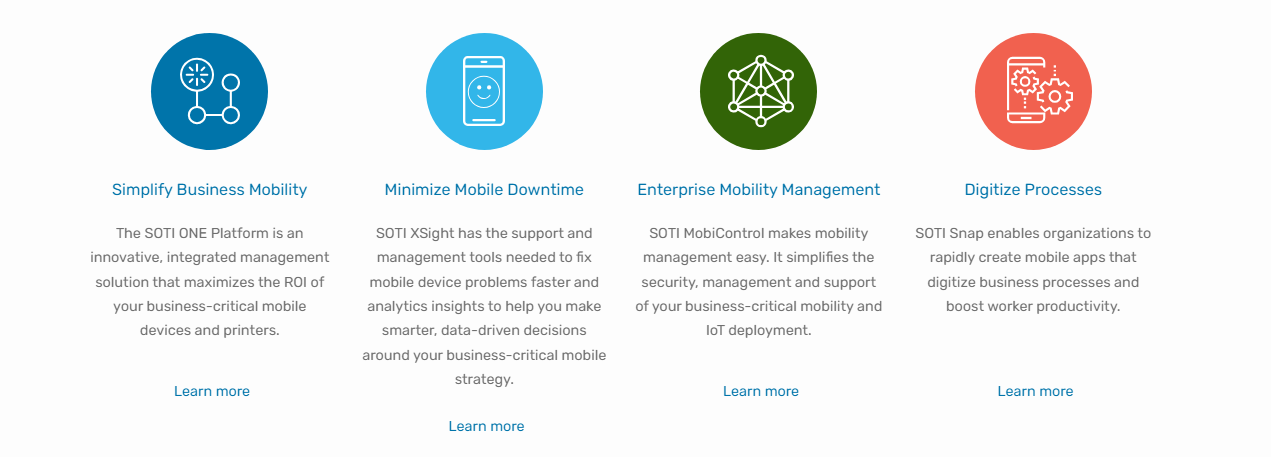 Simplify Business Mobility
The SOTI ONE Platform is an
innovative, integrated management
solution that maximizes the ROI of
your business-critical mobile
devices and printers.
Learn more
Minimize Mobile Downtime
SOTI XSight has the support and
management tools needed to fix
mobile device problems faster and
analytics insights to help you make
smarter, data-driven decisions
around your business-critical mobile
strategy.
Learn more
Enterprise Mobility Management
SOTI MobiControl makes mobility
management easy. It simplifies the
security, management and support
of your business-critical mobility and
IoT deployment.
Learn more
Digitize Processes
SOTI Snap enables organizations to
rapidly create mobile apps that
digitize business processes and
boost worker productivity.
Learn more